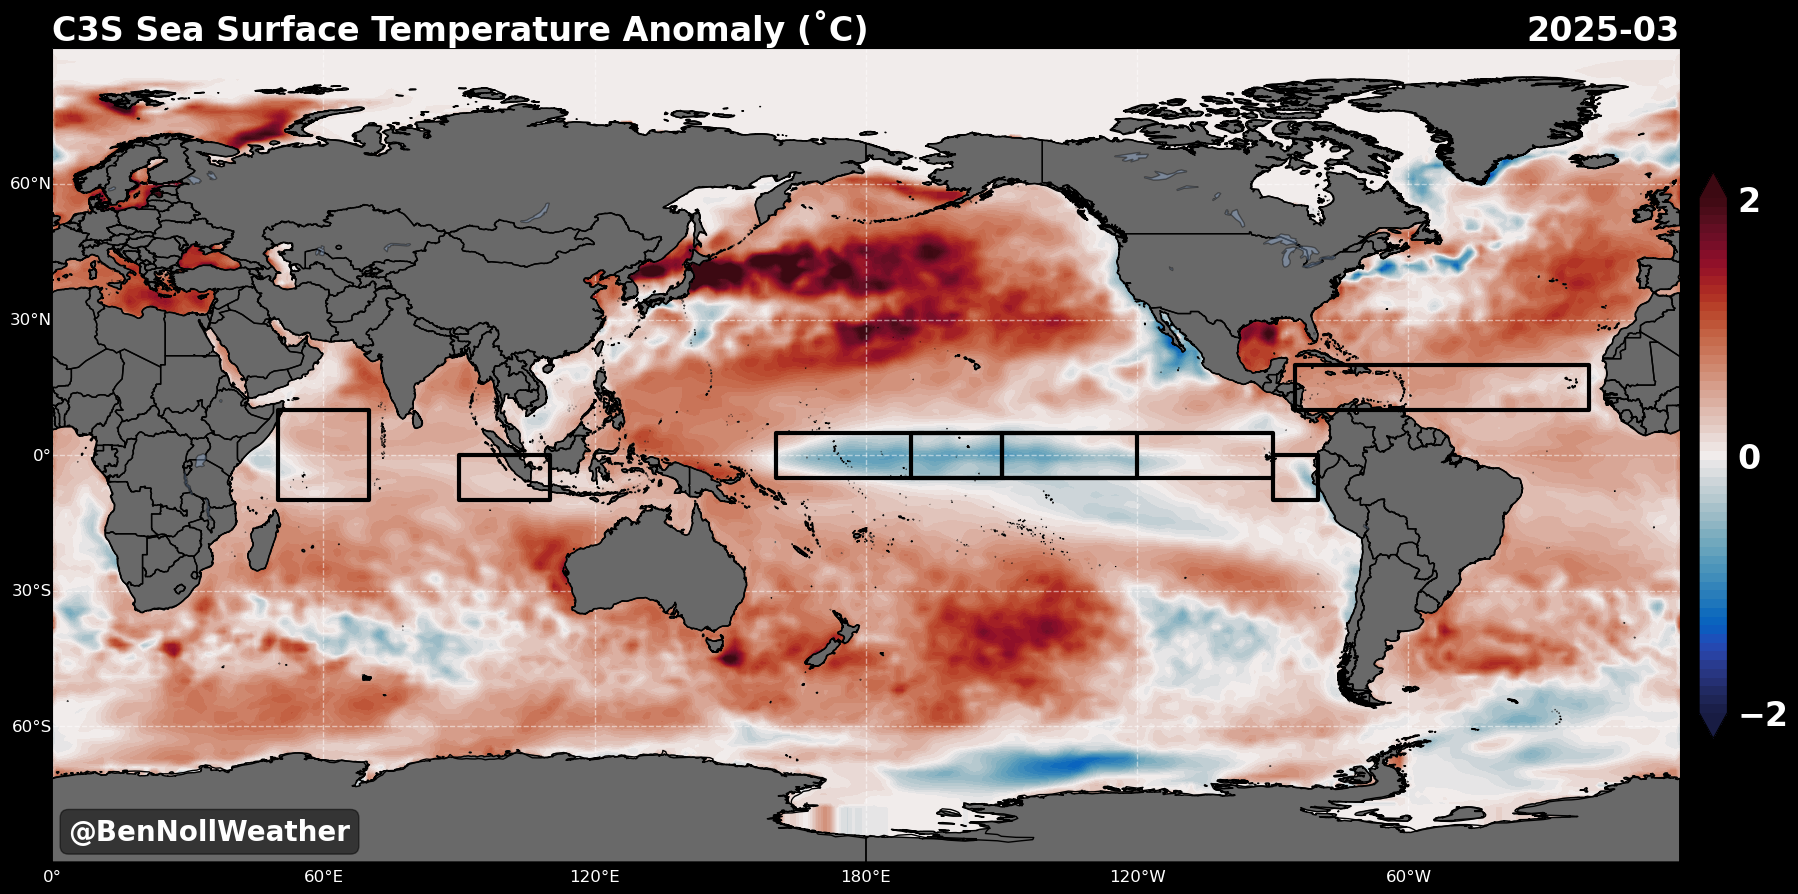 C3S Sea Surface Temperature Anomaly (˚C)
2025-03
60°N
30°N
0°
30°S
60°S
2
0
−2
@BenNollWeather
0°
60°E
120°E
180°E
120°W
60°W